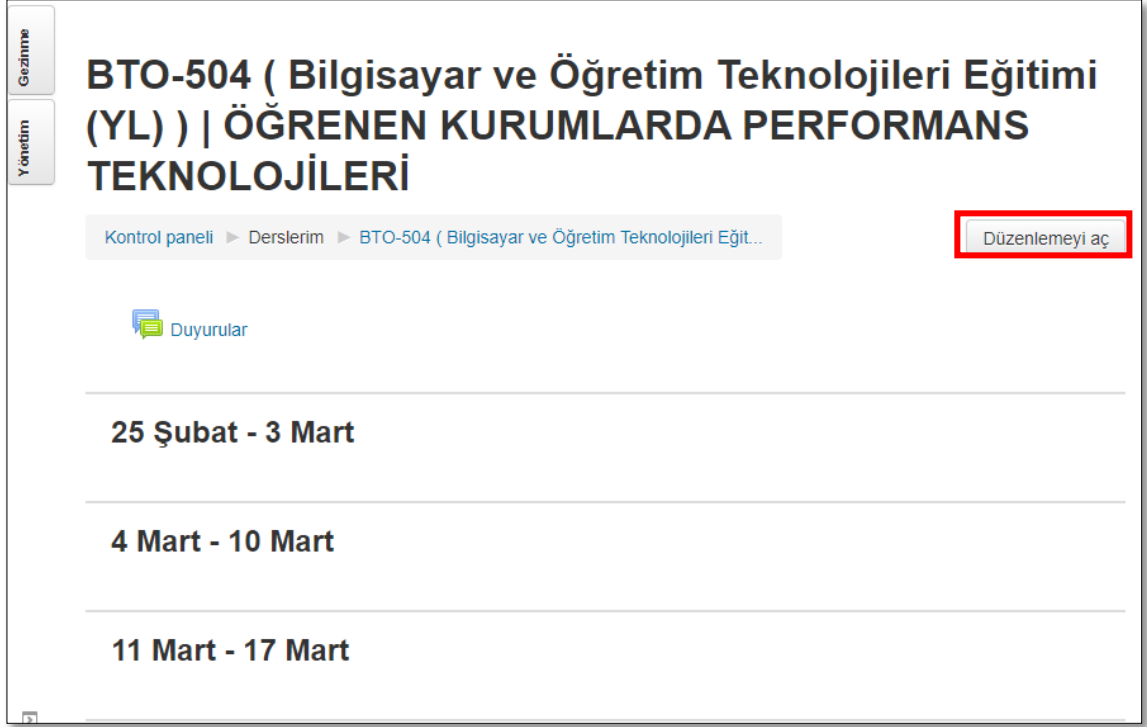 Gezinme
Yönetim
BTO-504 ( Bilgisayar ve Öğretim Teknolojileri Eğitimi
(YL) ) | ÖĞRENEN KURUMLARDA PERFORMANS
TEKNOLOJİLERİ
Kontrol paneli ► Derslerim ► BTO-504 ( Bilgisayar ve Öğretim Teknolojileri Eğit...
Düzenlemeyi aç
Duyurular
25 Şubat - 3 Mart
4 Mart - 10 Mart
11 Mart - 17 Mart